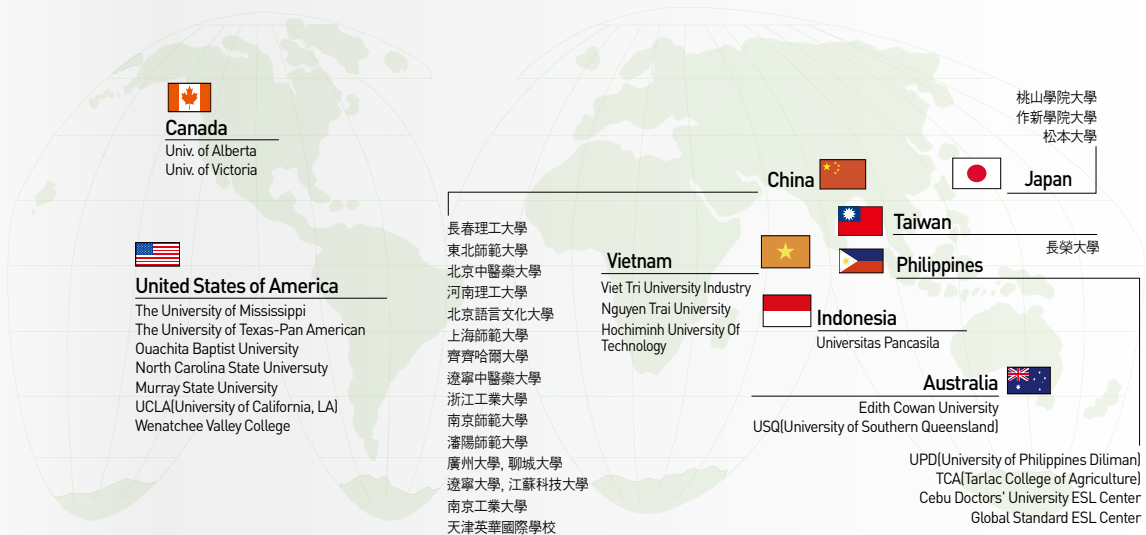 Canada
Univ. of Alberta
Univ. of Victoria
United States of America
The University of Mississippi
The University of Texas-Pan American
Ouachita Baptist University
North Carolina State Universuty
Murray State University
UCLA(University of California, LA)
Wenatchee Valley College
China
長春理工大學
東北師範大學
北京中醫藥大學
河南理工大學
北京語言文化大學
上海師範大學
齊齊哈爾大學
遼寧中醫藥大學
浙江工業大學
南京師範大學
瀋陽師範大學
廣州大學, 聊城大學
遼寧大學, 江蘇科技大學
南京工業大學
天津英華國際學校
桃山學院大學
作新學院大學
松本大學
Japan
Taiwan
長榮大學
Vietnam
Viet Tri University Industry
Nguyen Trai University
Hochiminh University Of
Technology
Philippines
UPD(University of Philippines Diliman)
TCA(Tarlac College of Agriculture)
Cebu Doctors' University ESL Center
Global Standard ESL Center
Indonesia
Universitas Pancasila
Australia
Edith Cowan University
USQ(University of Southern Queensland)